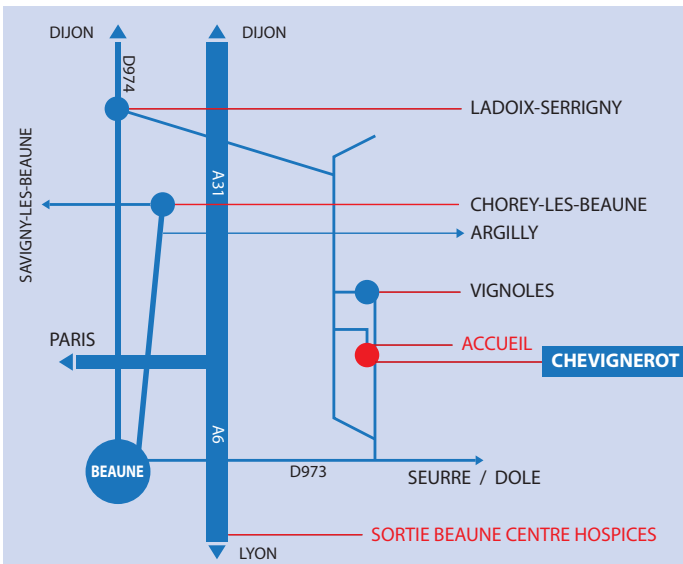 DIJON
DIJON
D974
LADOIX-SERRIGNY
A31
SAVIGNY-LES-BEAUNE
CHOREY-LES-BEAUNE
ARGILLY
VIGNOLES
PARIS
ACCUEIL
CHEVIGNEROT
A6
BEAUNE
D973
SEURRE / DOLE
SORTIE BEAUNE CENTRE HOSPICES
LYON